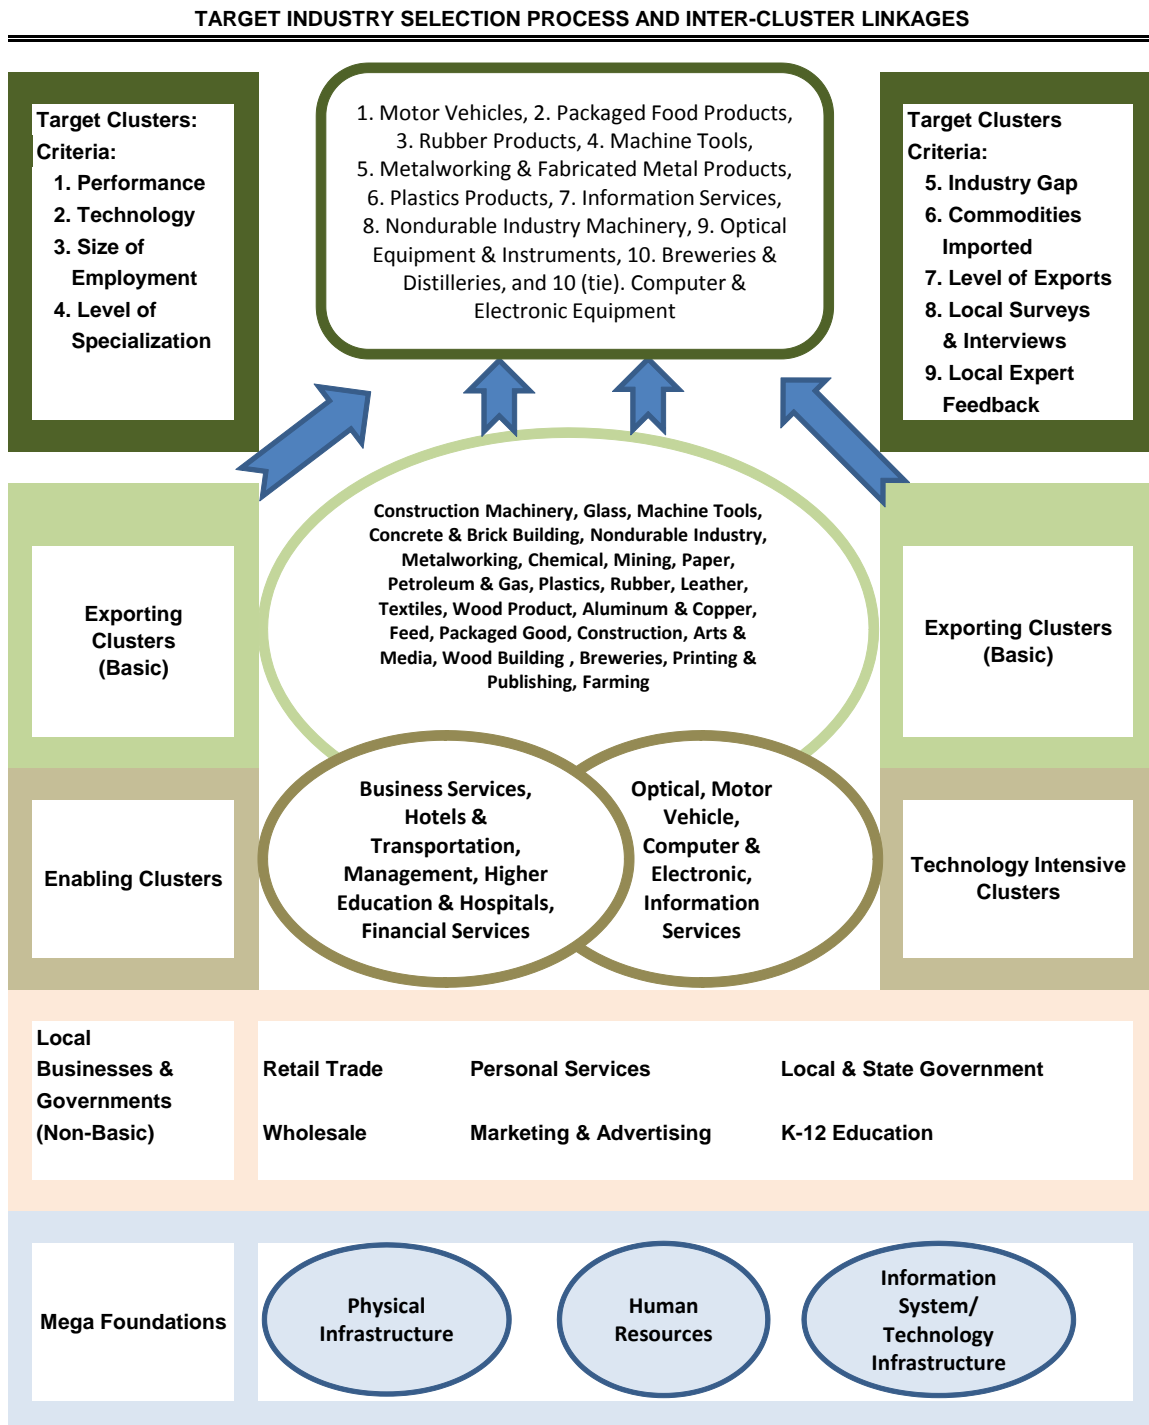 TARGET INDUSTRY SELECTION PROCESS AND INTER-CLUSTER LINKAGES
Target Clusters:
Criteria:
1. Performance
2. Technology
3. Size of
Employment
4. Level of
Specialization
1. Motor Vehicles, 2. Packaged Food Products,
3. Rubber Products, 4. Machine Tools,
5. Metalworking & Fabricated Metal Products,
6. Plastics Products, 7. Information Services,
8. Nondurable Industry Machinery, 9. Optical
Equipment & Instruments, 10. Breweries &
Distilleries, and 10 (tie). Computer &
Electronic Equipment
Target Clusters
Criteria:
5. Industry Gap
6. Commodities
Imported
7. Level of Exports
8. Local Surveys
& Interviews
9. Local Expert
Feedback
Exporting
Clusters
(Basic)
Construction Machinery, Glass, Machine Tools,
Concrete & Brick Building, Nondurable Industry,
Metalworking, Chemical, Mining, Paper,
Petroleum & Gas, Plastics, Rubber, Leather,
Textiles, Wood Product, Aluminum & Copper,
Feed, Packaged Good, Construction, Arts &
Media, Wood Building , Breweries, Printing &
Publishing, Farming
Exporting Clusters
(Basic)
Enabling Clusters
Business Services,
Hotels &
Transportation,
Management, Higher
Education & Hospitals,
Financial Services
Optical, Motor
Vehicle,
Computer &
Electronic,
Information
Services
Technology Intensive
Clusters
Local
Businesses &
Governments
(Non-Basic)
Retail Trade Personal Services Local & State Government
Wholesale Marketing & Advertising K-12 Education
Mega Foundations
Physical
Infrastructure
Human
Resources
Information
System/
Technology
Infrastructure